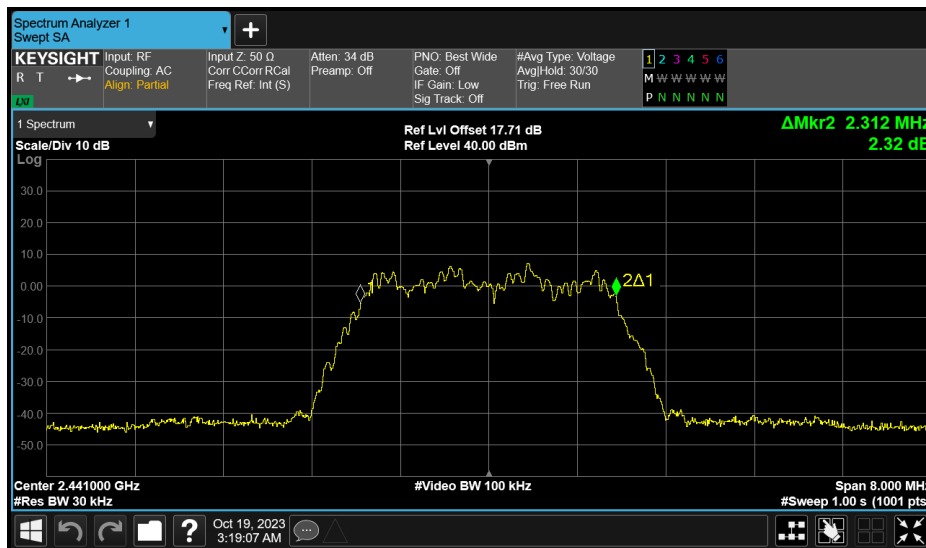 Spectrum Analyzer 1
Swept SA
+
KEYSIGHT
R T
LXI
Input: RF
Coupling: AC
Align: Partial
Input Z: 50 Ω
Corr CCorr RCal
Freq Ref: Int (S)
Atten: 34 dB
Preamp: Off
PNO: Best Wide
Gate: Off
IF Gain: Low
Sig Track: Off
#Avg Type: Voltage
Avg|Hold: 30/30
Trig: Free Run
1 2 3 4 5 6
M W W W W W
P N N N N N
1 Spectrum
Scale/Div 10 dB
Log
Ref Lvl Offset 17.71 dB
Ref Level 40.00 dBm
ΔMkr2 2.312 MHz
2.32 dB
30.0
20.0
10.0
0.00
-10.0
-20.0
-30.0
-40.0
-50.0
1
2Δ1
Center 2.441000 GHz
#Res BW 30 kHz
#Video BW 100 kHz
Span 8.000 MHz
#Sweep 1.00 s (1001 pts
?
Oct 19, 2023
3:19:07 AM